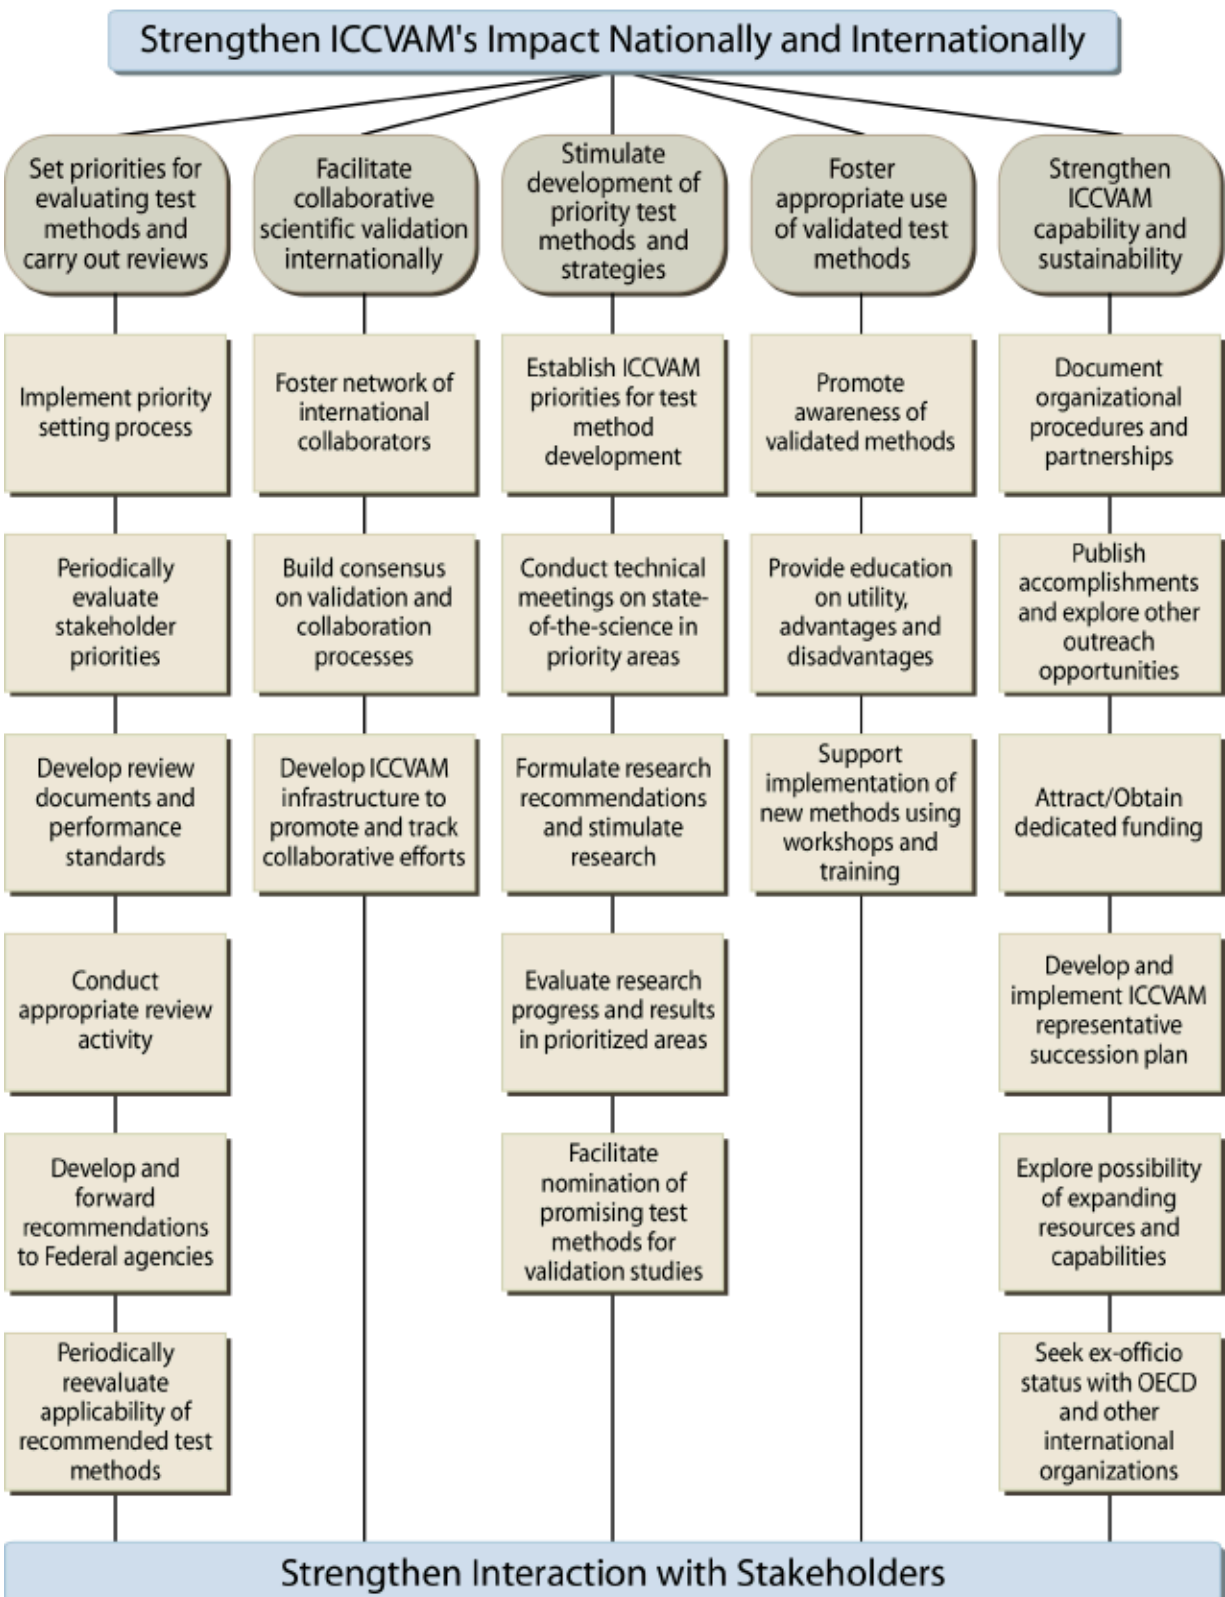 Strengthen ICCVAM's Impact Nationally and Internationally
Set priorities for
evaluating test
methods and
carry out reviews
Facilitate
collaborative
scientific validation
internationally
Stimulate
development of
priority test
methods and
strategies
Foster
appropriate use
of validated test
methods
Strengthen
ICCVAM
capability and
sustainability
Implement priority
setting process
Foster network of
international
collaborators
Establish ICCVAM
priorities for test
method
development
Promote
awareness of
validated methods
Document
organizational
procedures and
partnerships
Periodically
evaluate
stakeholder
priorities
Build consensus
on validation and
collaboration
processes
Conduct technical
meetings on state-
of-the-science in
priority areas
Provide education
on utility,
advantages and
disadvantages
Publish
accomplishments
and explore other
outreach
opportunities
Develop review
documents and
performance
standards
Develop ICCVAM
infrastructure to
promote and track
collaborative efforts
Formulate research
recommendations
and stimulate
research
Support
implementation of
new methods using
workshops and
training
Attract/Obtain
dedicated funding
Conduct
appropriate review
activity
Evaluate research
progress and results
in prioritized areas
Develop and
implement ICCVAM
representative
succession plan
Develop and
forward
recommendations
to Federal agencies
Facilitate
nomination of
promising test
methods for
validation studies
Explore possibility
of expanding
resources and
capabilities
Periodically
reevaluate
applicability of
recommended test
methods
Seek ex-officio
status with OECD
and other
international
organizations
Strengthen Interaction with Stakeholders